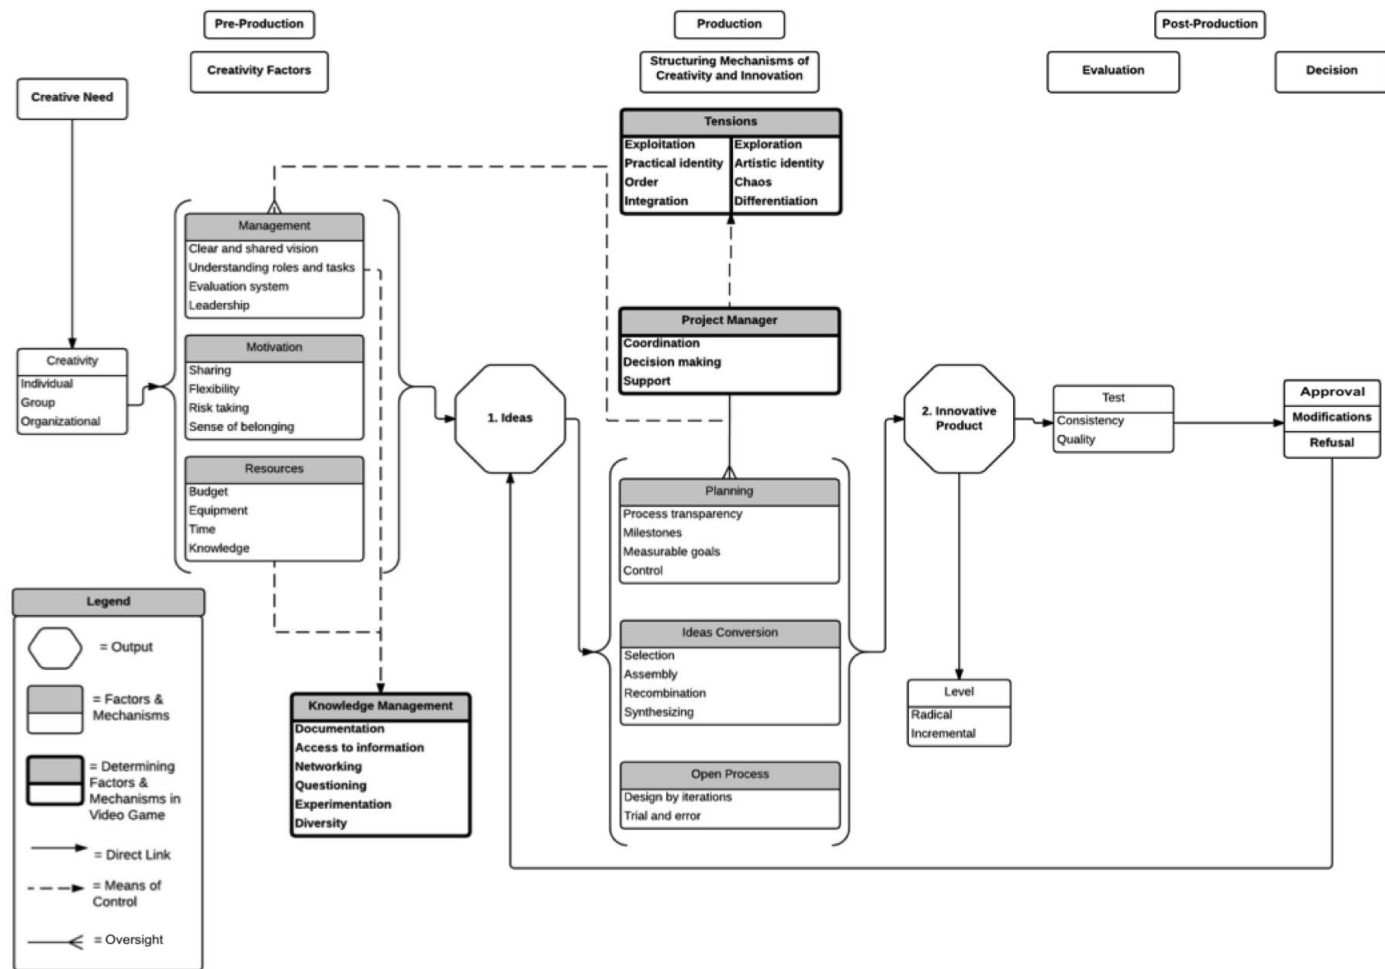 Pre-Production
Production
Post-Production
Creativity Factors
Structuring Mechanisms of
Creativity and Innovation
Evaluation
Decision
Creative Need
Tensions
Exploitation
Exploration
Practical identity
Artistic identity
Order
Chaos
Integration
Differentiation
Management
Clear and shared vision
Understanding roles and tasks
Evaluation system
Leadership
Motivation
Sharing
Flexibility
Risk taking
Sense of belonging
Resources
Budget
Equipment
Time
Knowledge
Creativity
Individual
Group
Organizational
1. Ideas
Project Manager
Coordination
Decision making
Support
Planning
Process transparency
Milestones
Measurable goals
Control
Ideas Conversion
Selection
Assembly
Recombination
Synthesizing
Open Process
Design by iterations
Trial and error
2. Innovative
Product
Test
Consistency
Quality
Approval
Modifications
Refusal
Level
Radical
Incremental
Knowledge Management
Documentation
Access to information
Networking
Questioning
Experimentation
Diversity
Legend
= Output
= Factors &
Mechanisms
= Determining
Factors &
Mechanisms in
Video Game
= Direct Link
= Means of
Control
= Oversight